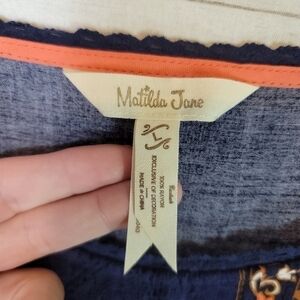 Matilda Jane
L
100% RAYON
EXCLUSIVE OF DECORATION
MADE IN CHINA